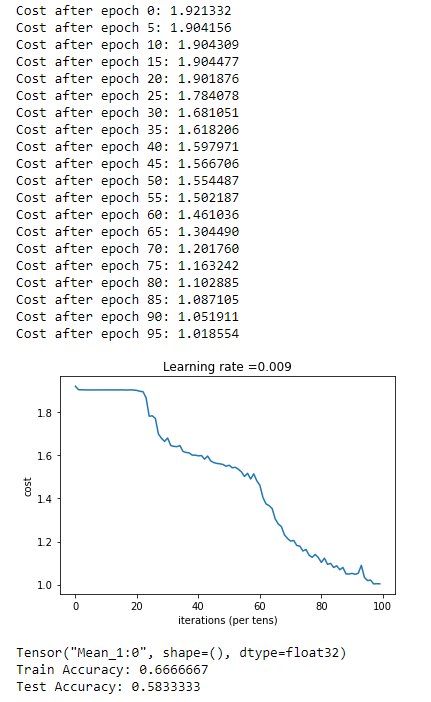 Cost after epoch 0: 1.921332
Cost after epoch 5: 1.904156
Cost after epoch 10: 1.904309
Cost after epoch 15: 1.904477
Cost after epoch 20: 1.901876
Cost after epoch 25: 1.784078
Cost after epoch 30: 1.681051
Cost after epoch 35: 1.618206
Cost after epoch 40: 1.597971
Cost after epoch 45: 1.566706
Cost after epoch 50: 1.554487
Cost after epoch 55: 1.502187
Cost after epoch 60: 1.461036
Cost after epoch 65: 1.304490
Cost after epoch 70: 1.201760
Cost after epoch 75: 1.163242
Cost after epoch 80: 1.102885
Cost after epoch 85: 1.087105
Cost after epoch 90: 1.051911
Cost after epoch 95: 1.018554
Learning rate =0.009
1.8
1.6
1.4
1.2
1.0
cost
0 20 40 60 80 100
iterations (per tens)
Tensor("Mean_1:0", shape=(), dtype=float32)
Train Accuracy: 0.6666667
Test Accuracy: 0.5833333